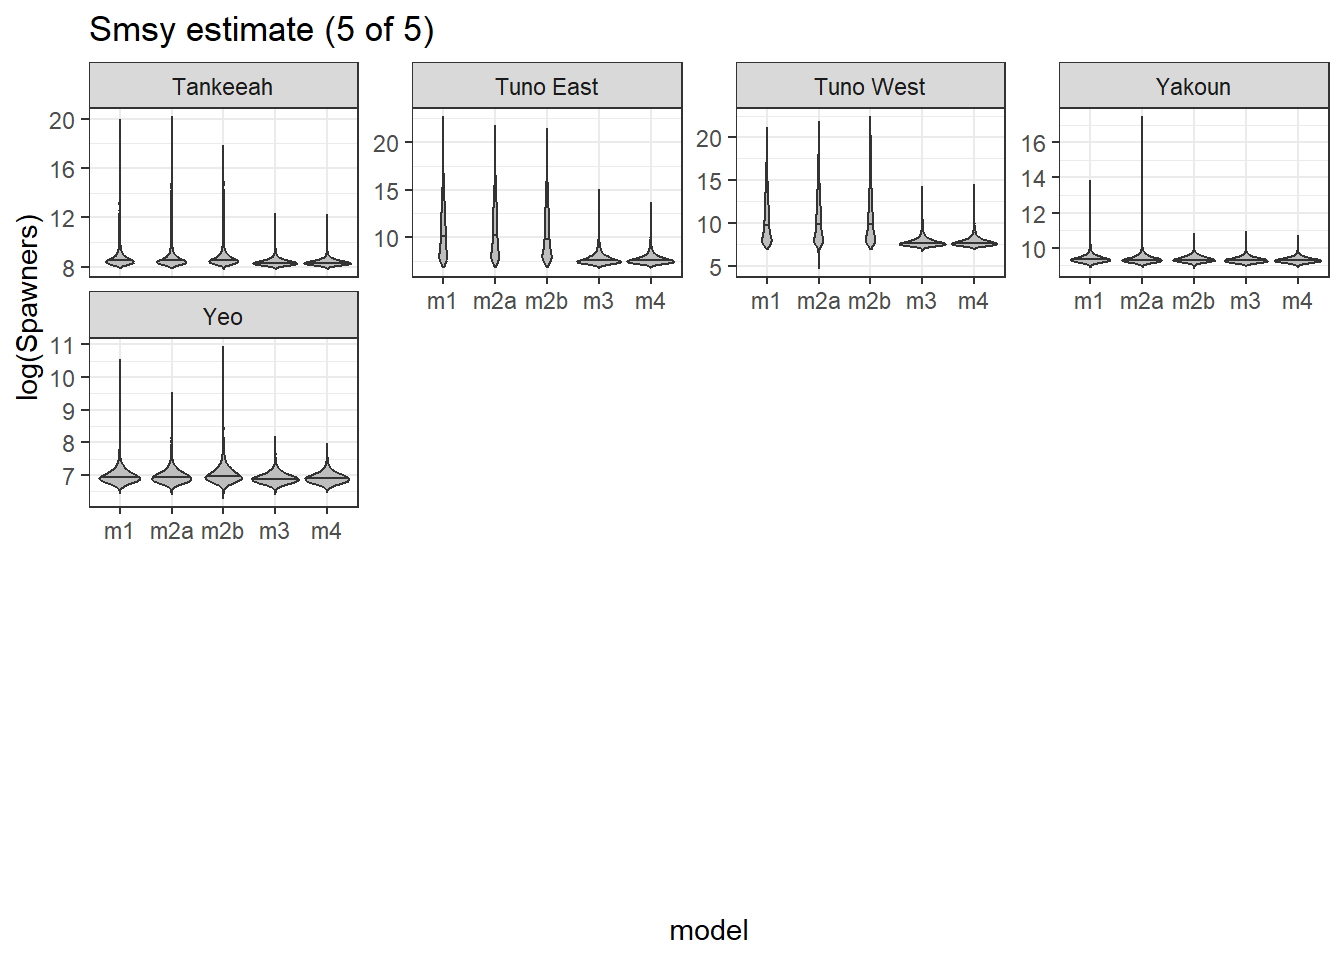 Smsy estimate (5 of 5)
Tankeeah
Tuno East
Tuno West
Yakoun
20
16
12
8
20
15
10
20
15
10
5
16
14
12
10
m1 m2a m2b m3 m4
m1 m2a m2b m3 m4
m1 m2a m2b m3 m4
Yeo
11
10
9
8
7
m1 m2a m2b m3 m4
log(Spawners)
model